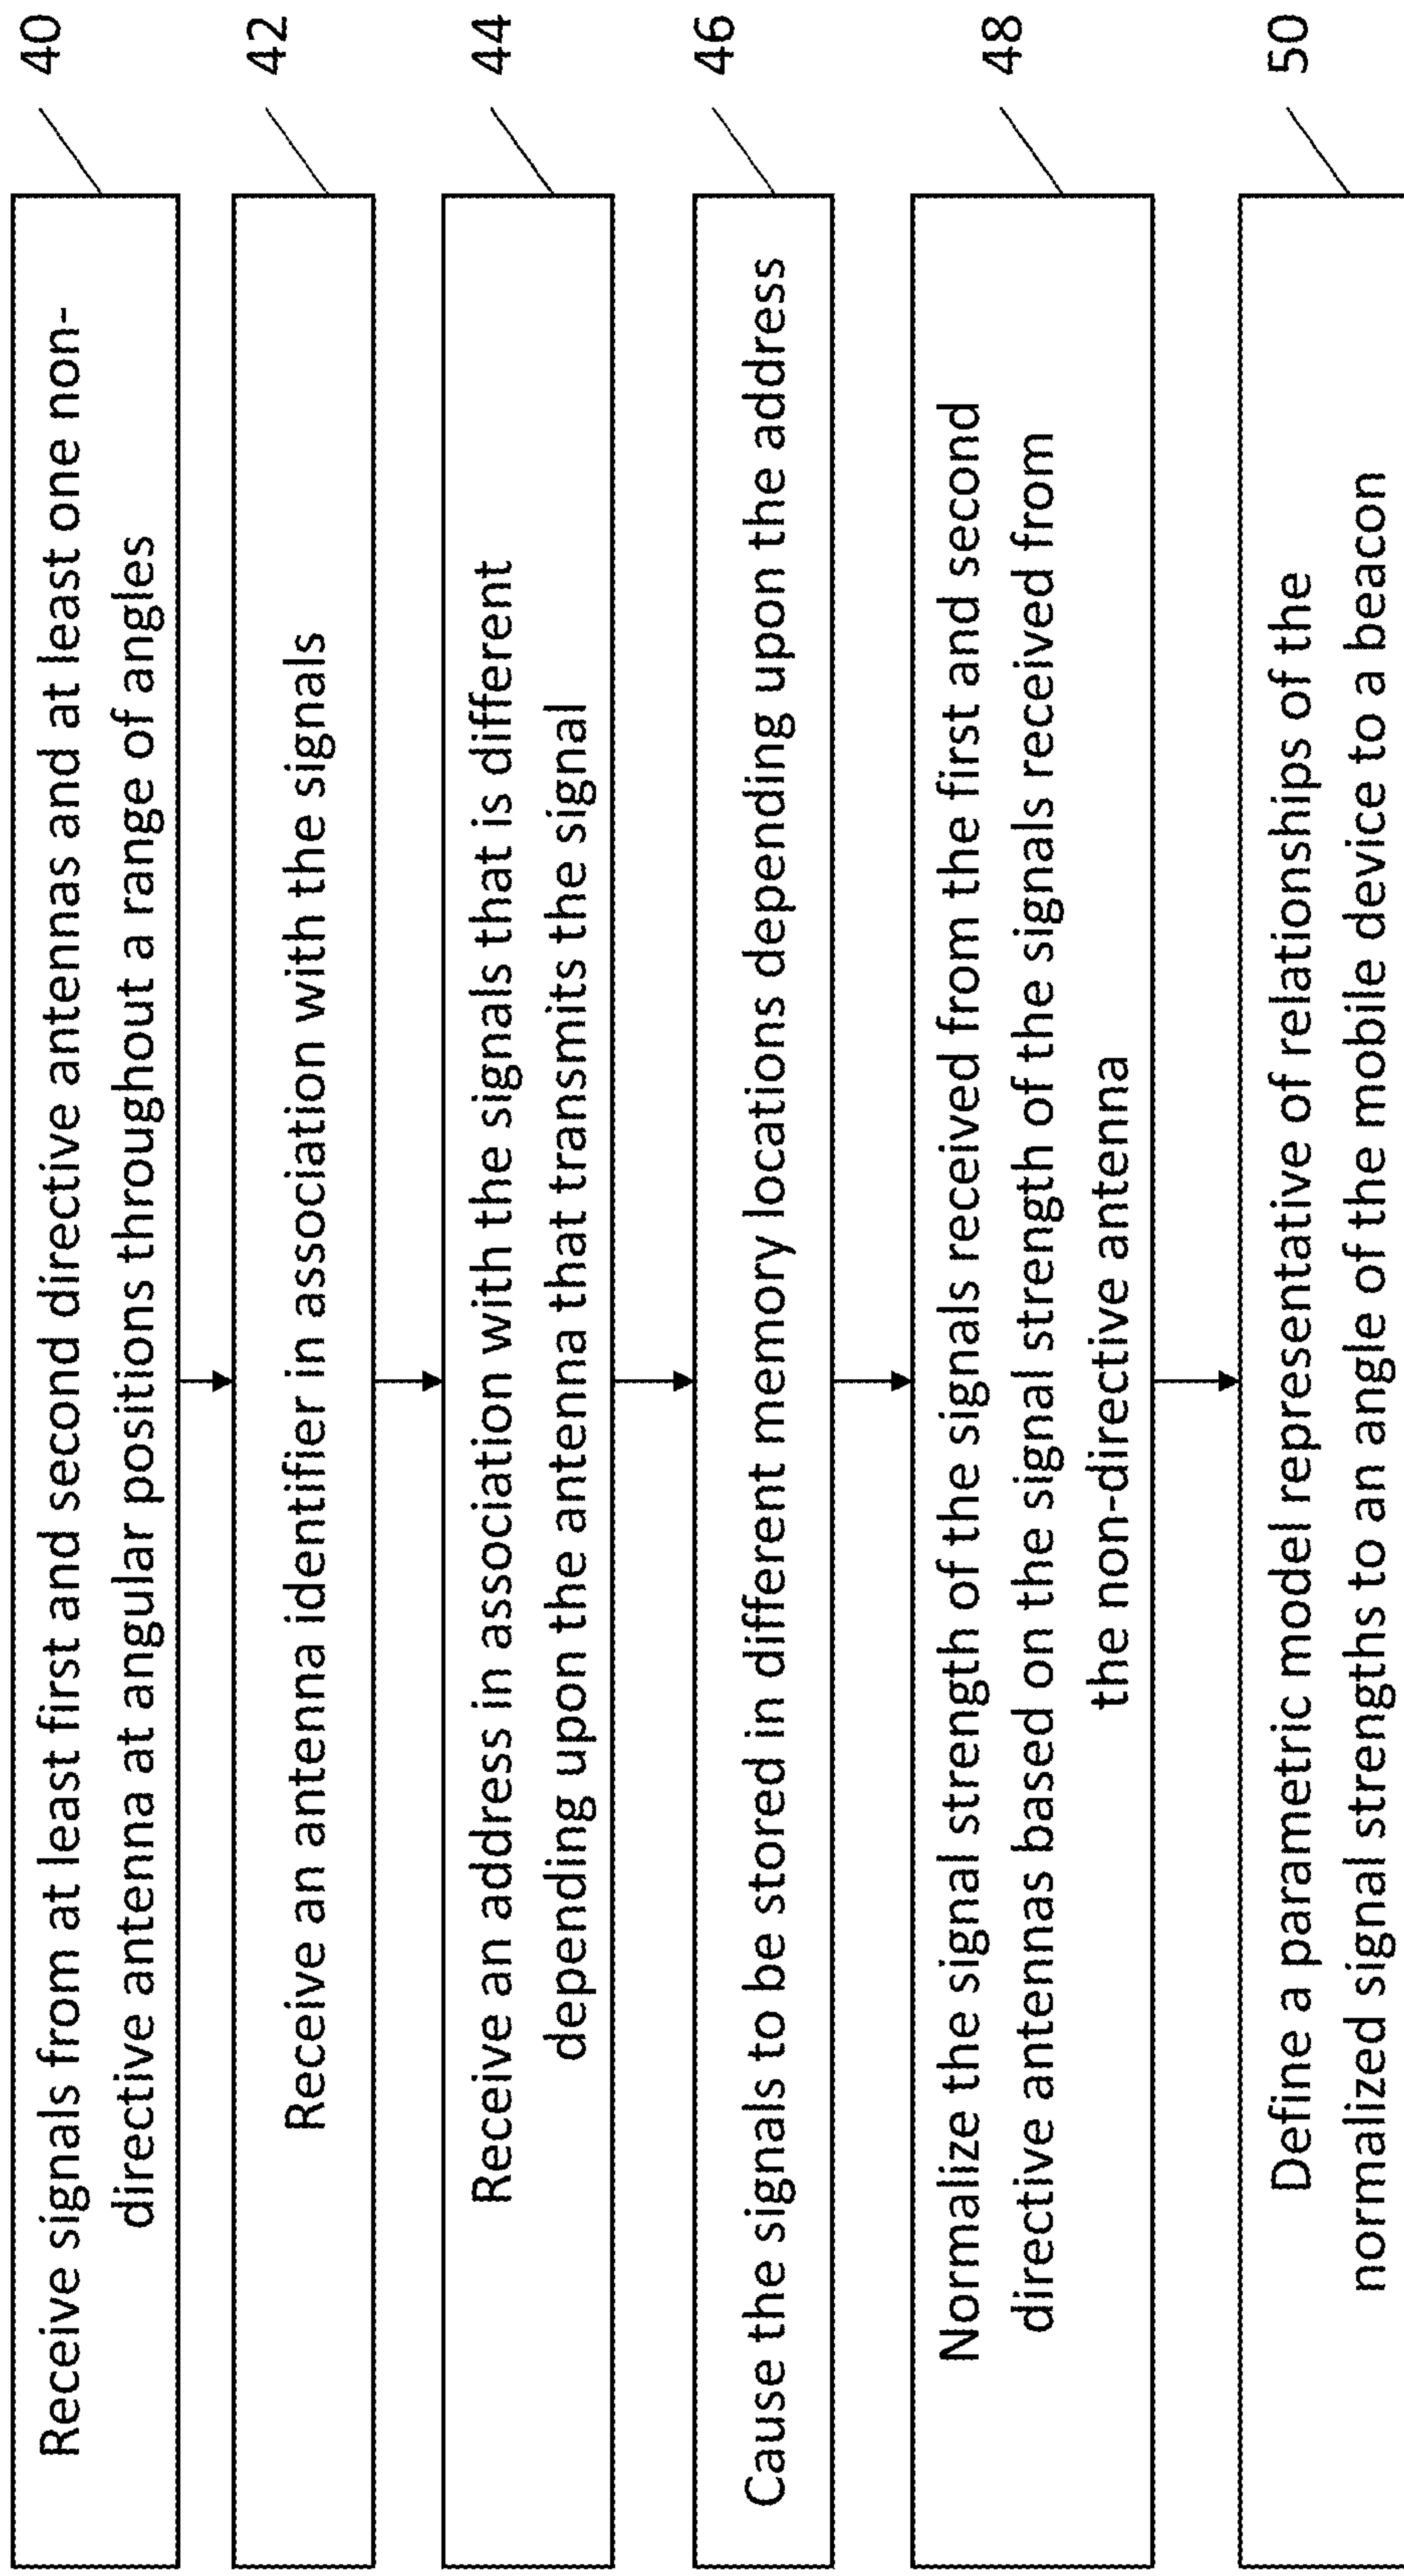 Receive signals from at least first and second directive antennas and at least one non-
directive antenna at angular positions throughout a range of angles
40
Receive an antenna identifier in association with the signals
42
Receive an address in association with the signals that is different
depending upon the antenna that transmits the signal
44
Cause the signals to be stored in different memory locations depending upon the address
46
Normalize the signal strength of the signals received from the first and second
directive antennas based on the signal strength of the signals received from
the non-directive antenna
48
Define a parametric model representative of relationships of the
normalized signal strengths to an angle of the mobile device to a beacon
50